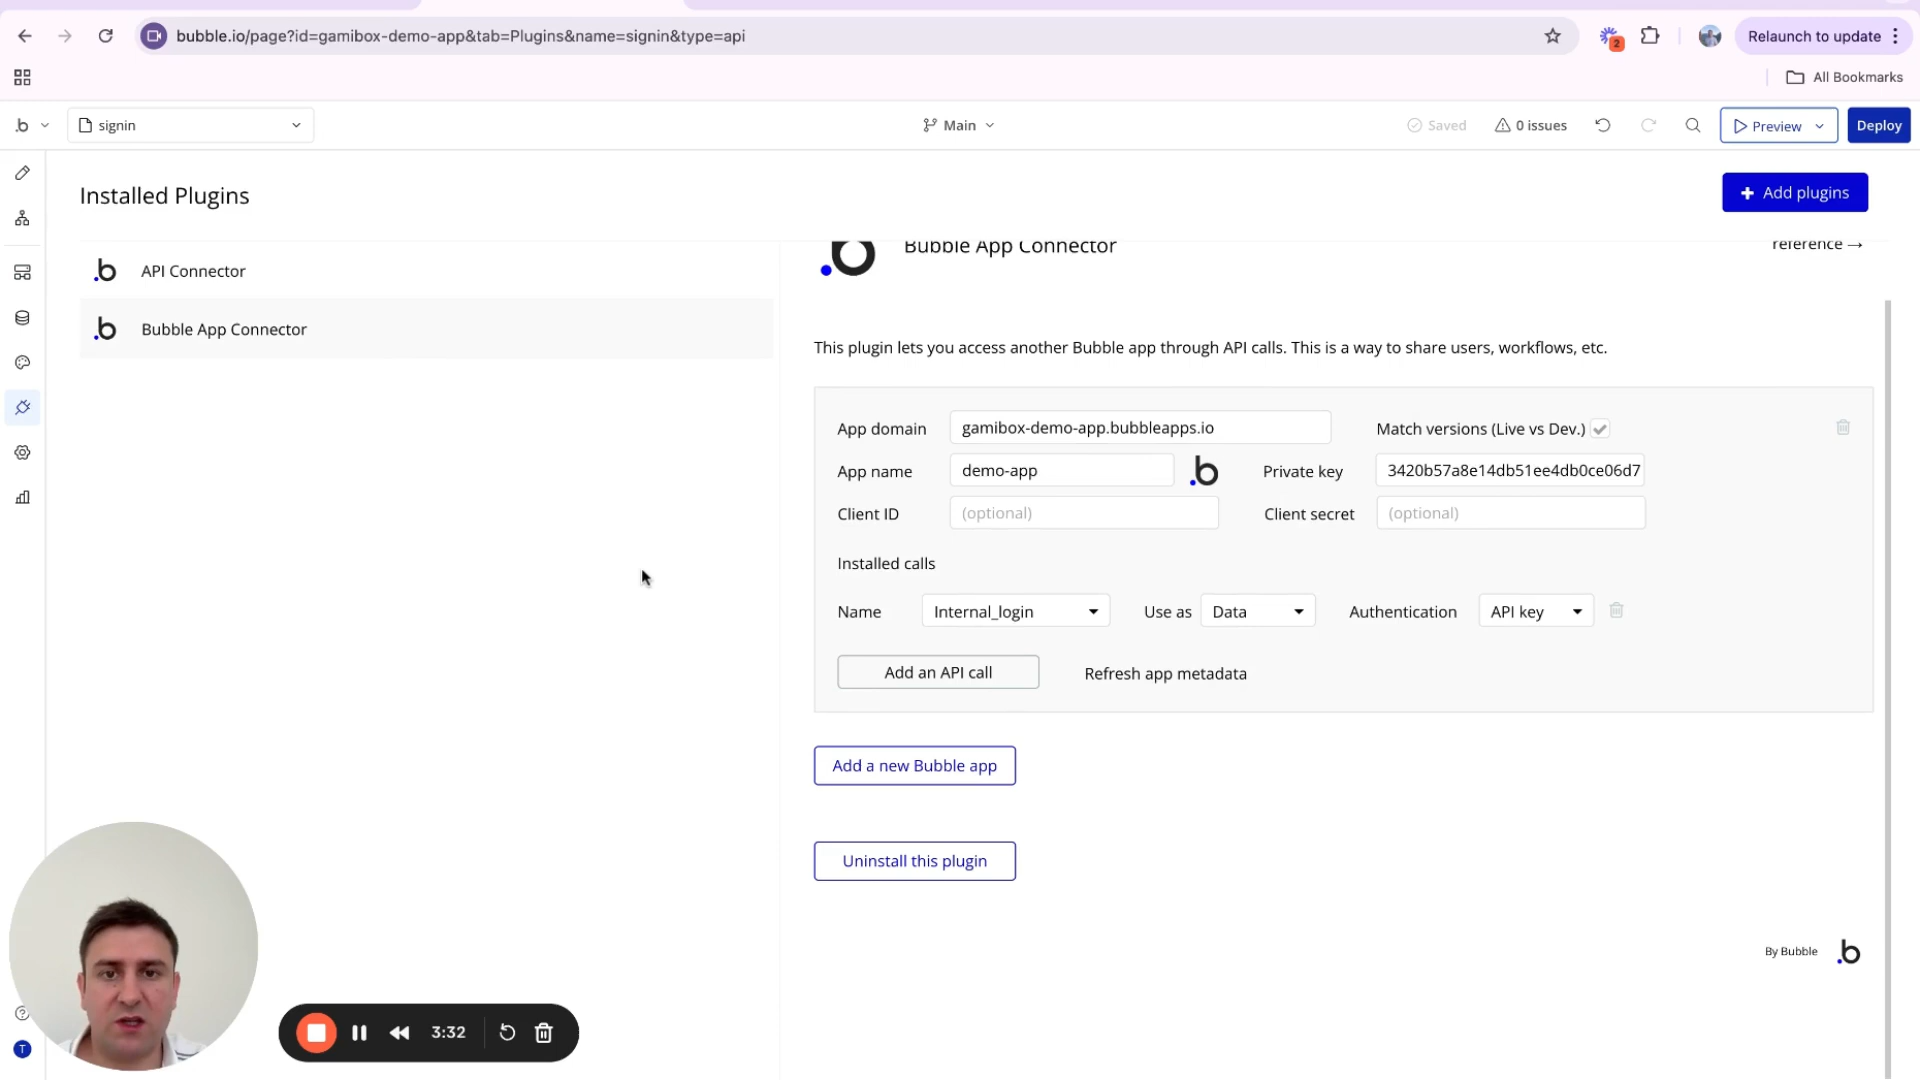 bubble.io/page?id=gamibox-demo-app&tab=Plugins&name=signin&type=api
2
Relaunch to update
All Bookmarks
.b
signin
Main
Saved
0 issues
Preview
Deploy
Installed Plugins
Add plugins
.b API Connector
.b Bubble App Connector
.b
Bubble App Connector
reference →
This plugin lets you access another Bubble app through API calls. This is a way to share users, workflows, etc.
App domain gamibox-demo-app.bubbleapps.io Match versions (Live vs Dev.)
App name demo-app .b Private key 3420b57a8e14db51ee4db0ce06d7
Client ID (optional) Client secret (optional)
Installed calls
Name Internal_login Use as Data Authentication API key
Add an API call Refresh app metadata
Add a new Bubble app
Uninstall this plugin
By Bubble .b
3:32
?
T